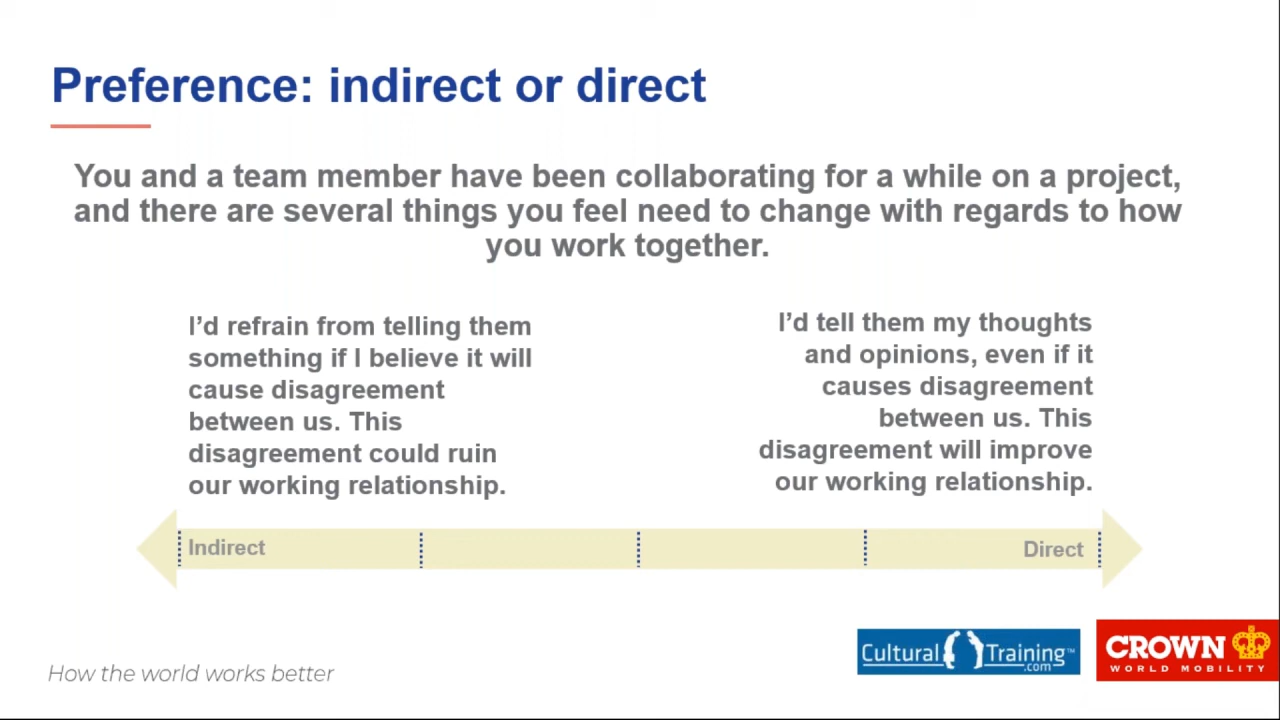 Preference: indirect or direct
You and a team member have been collaborating for a while on a project,
and there are several things you feel need to change with regards to how
you work together.
I’d refrain from telling them
something if I believe it will
cause disagreement
between us. This
disagreement could ruin
our working relationship.
I’d tell them my thoughts
and opinions, even if it
causes disagreement
between us. This
disagreement will improve
our working relationship.
Indirect
Direct
How the world works better
Cultural Training™
.com
CROWN
WORLD MOBILITY